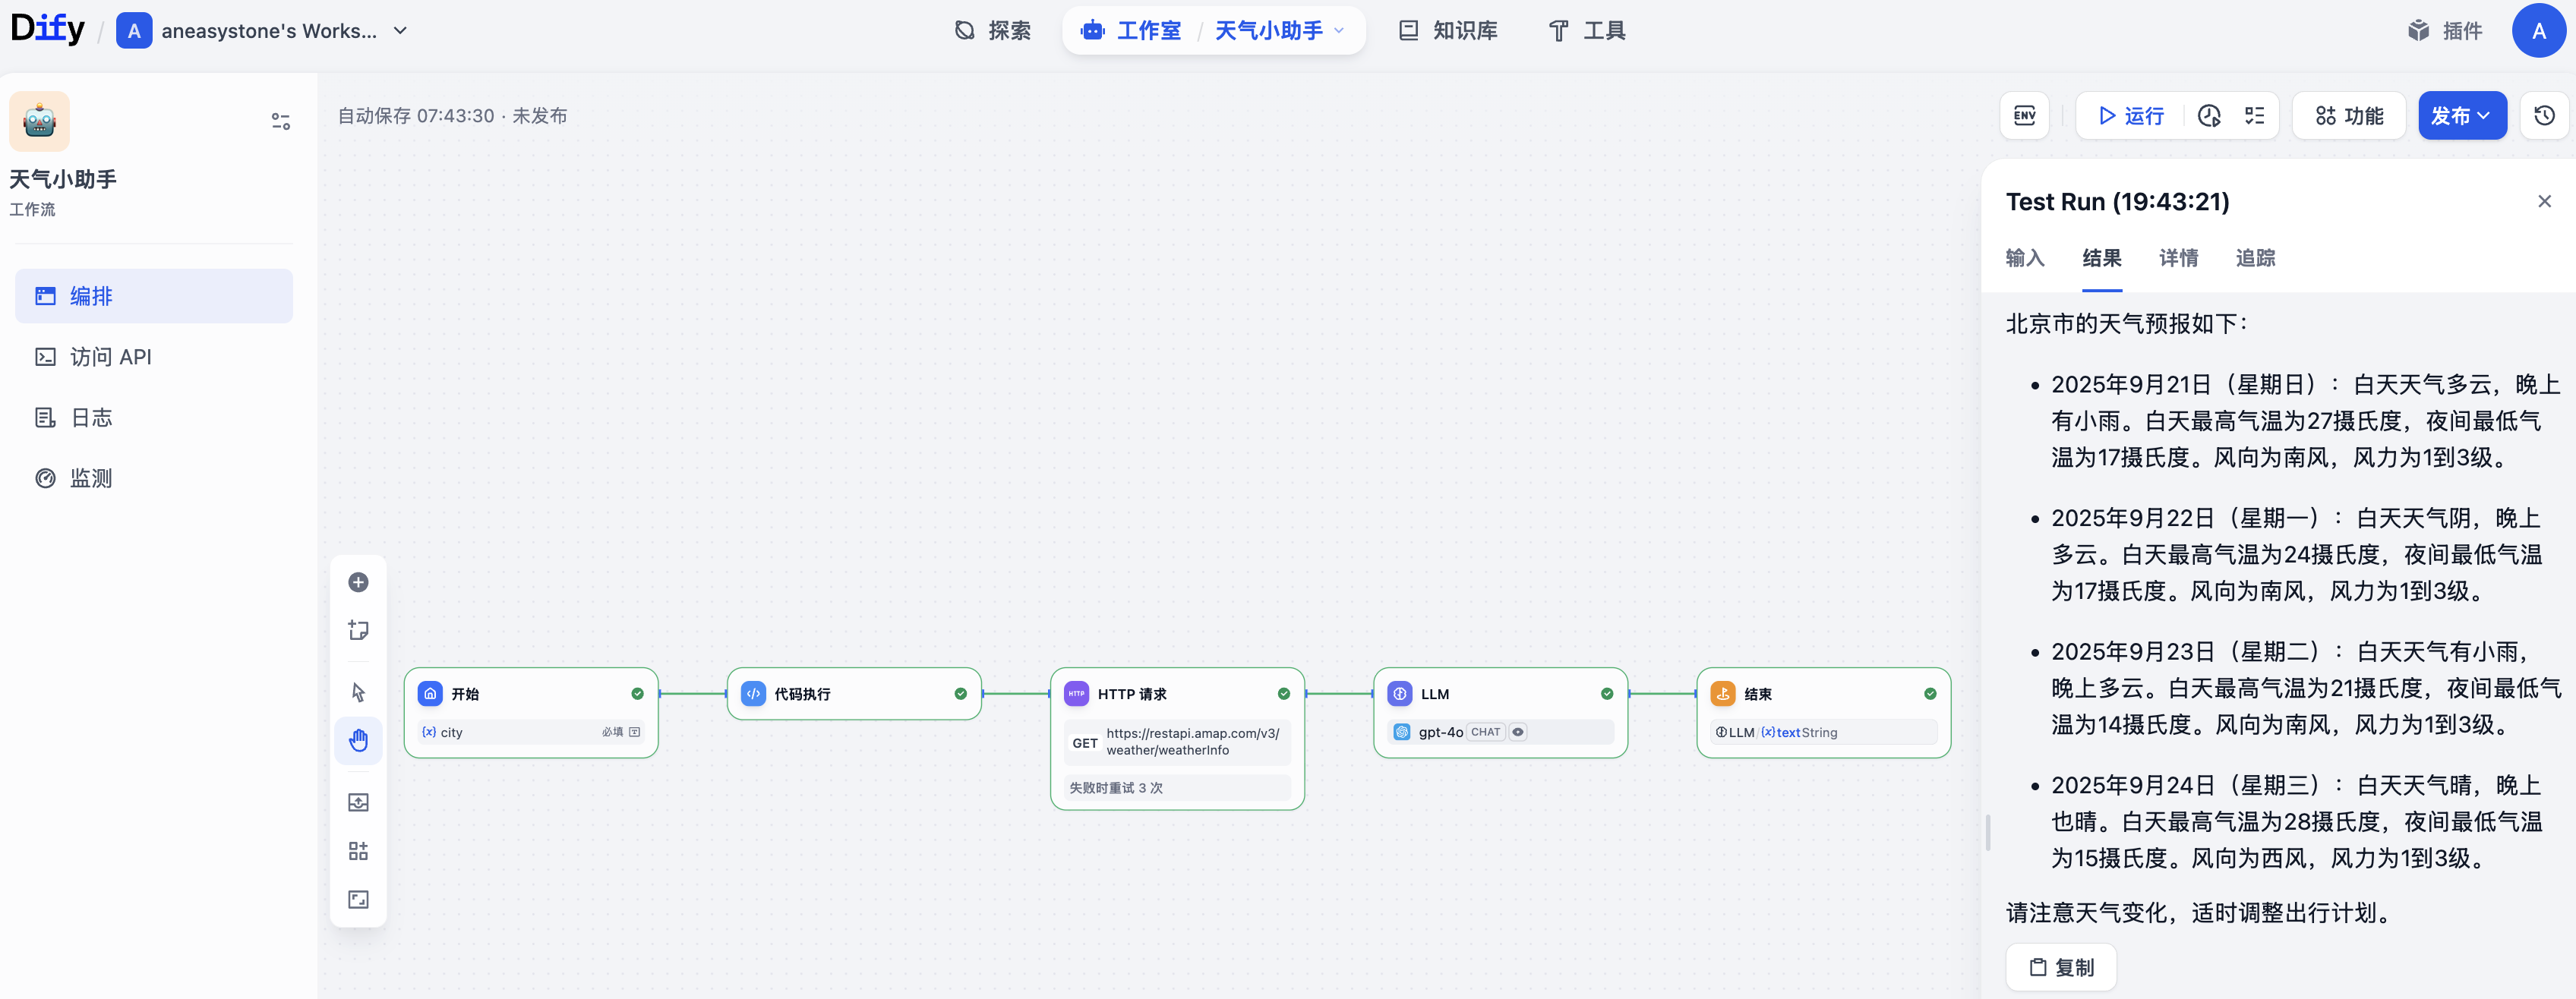 Dify / A aneasystone's Works...
探索
工作室 / 天气小助手
知识库
工具
插件
A
天气小助手
工作流
编排
访问 API
日志
监测
自动保存 07:43:30 · 未发布
ENV
运行
功能
发布
开始
city 必填
代码执行
HTTP HTTP 请求
GET https://restapi.amap.com/v3/
weather/weatherInfo
失败时重试 3 次
LLM
gpt-4o CHAT
结束
LLM / {x} text String
Test Run (19:43:21)
输入 结果 详情 追踪
北京市的天气预报如下：
• 2025年9月21日（星期日）：白天天气多云，晚上
有小雨。白天最高气温为27摄氏度，夜间最低气
温为17摄氏度。风向为南风，风力为1到3级。
• 2025年9月22日（星期一）：白天天气阴，晚上
多云。白天最高气温为24摄氏度，夜间最低气温
为17摄氏度。风向为南风，风力为1到3级。
• 2025年9月23日（星期二）：白天天气有小雨，
晚上多云。白天最高气温为21摄氏度，夜间最低气
温为14摄氏度。风向为南风，风力为1到3级。
• 2025年9月24日（星期三）：白天天气晴，晚上
也晴。白天最高气温为28摄氏度，夜间最低气温
为15摄氏度。风向为西风，风力为1到3级。
请注意天气变化，适时调整出行计划。
复制